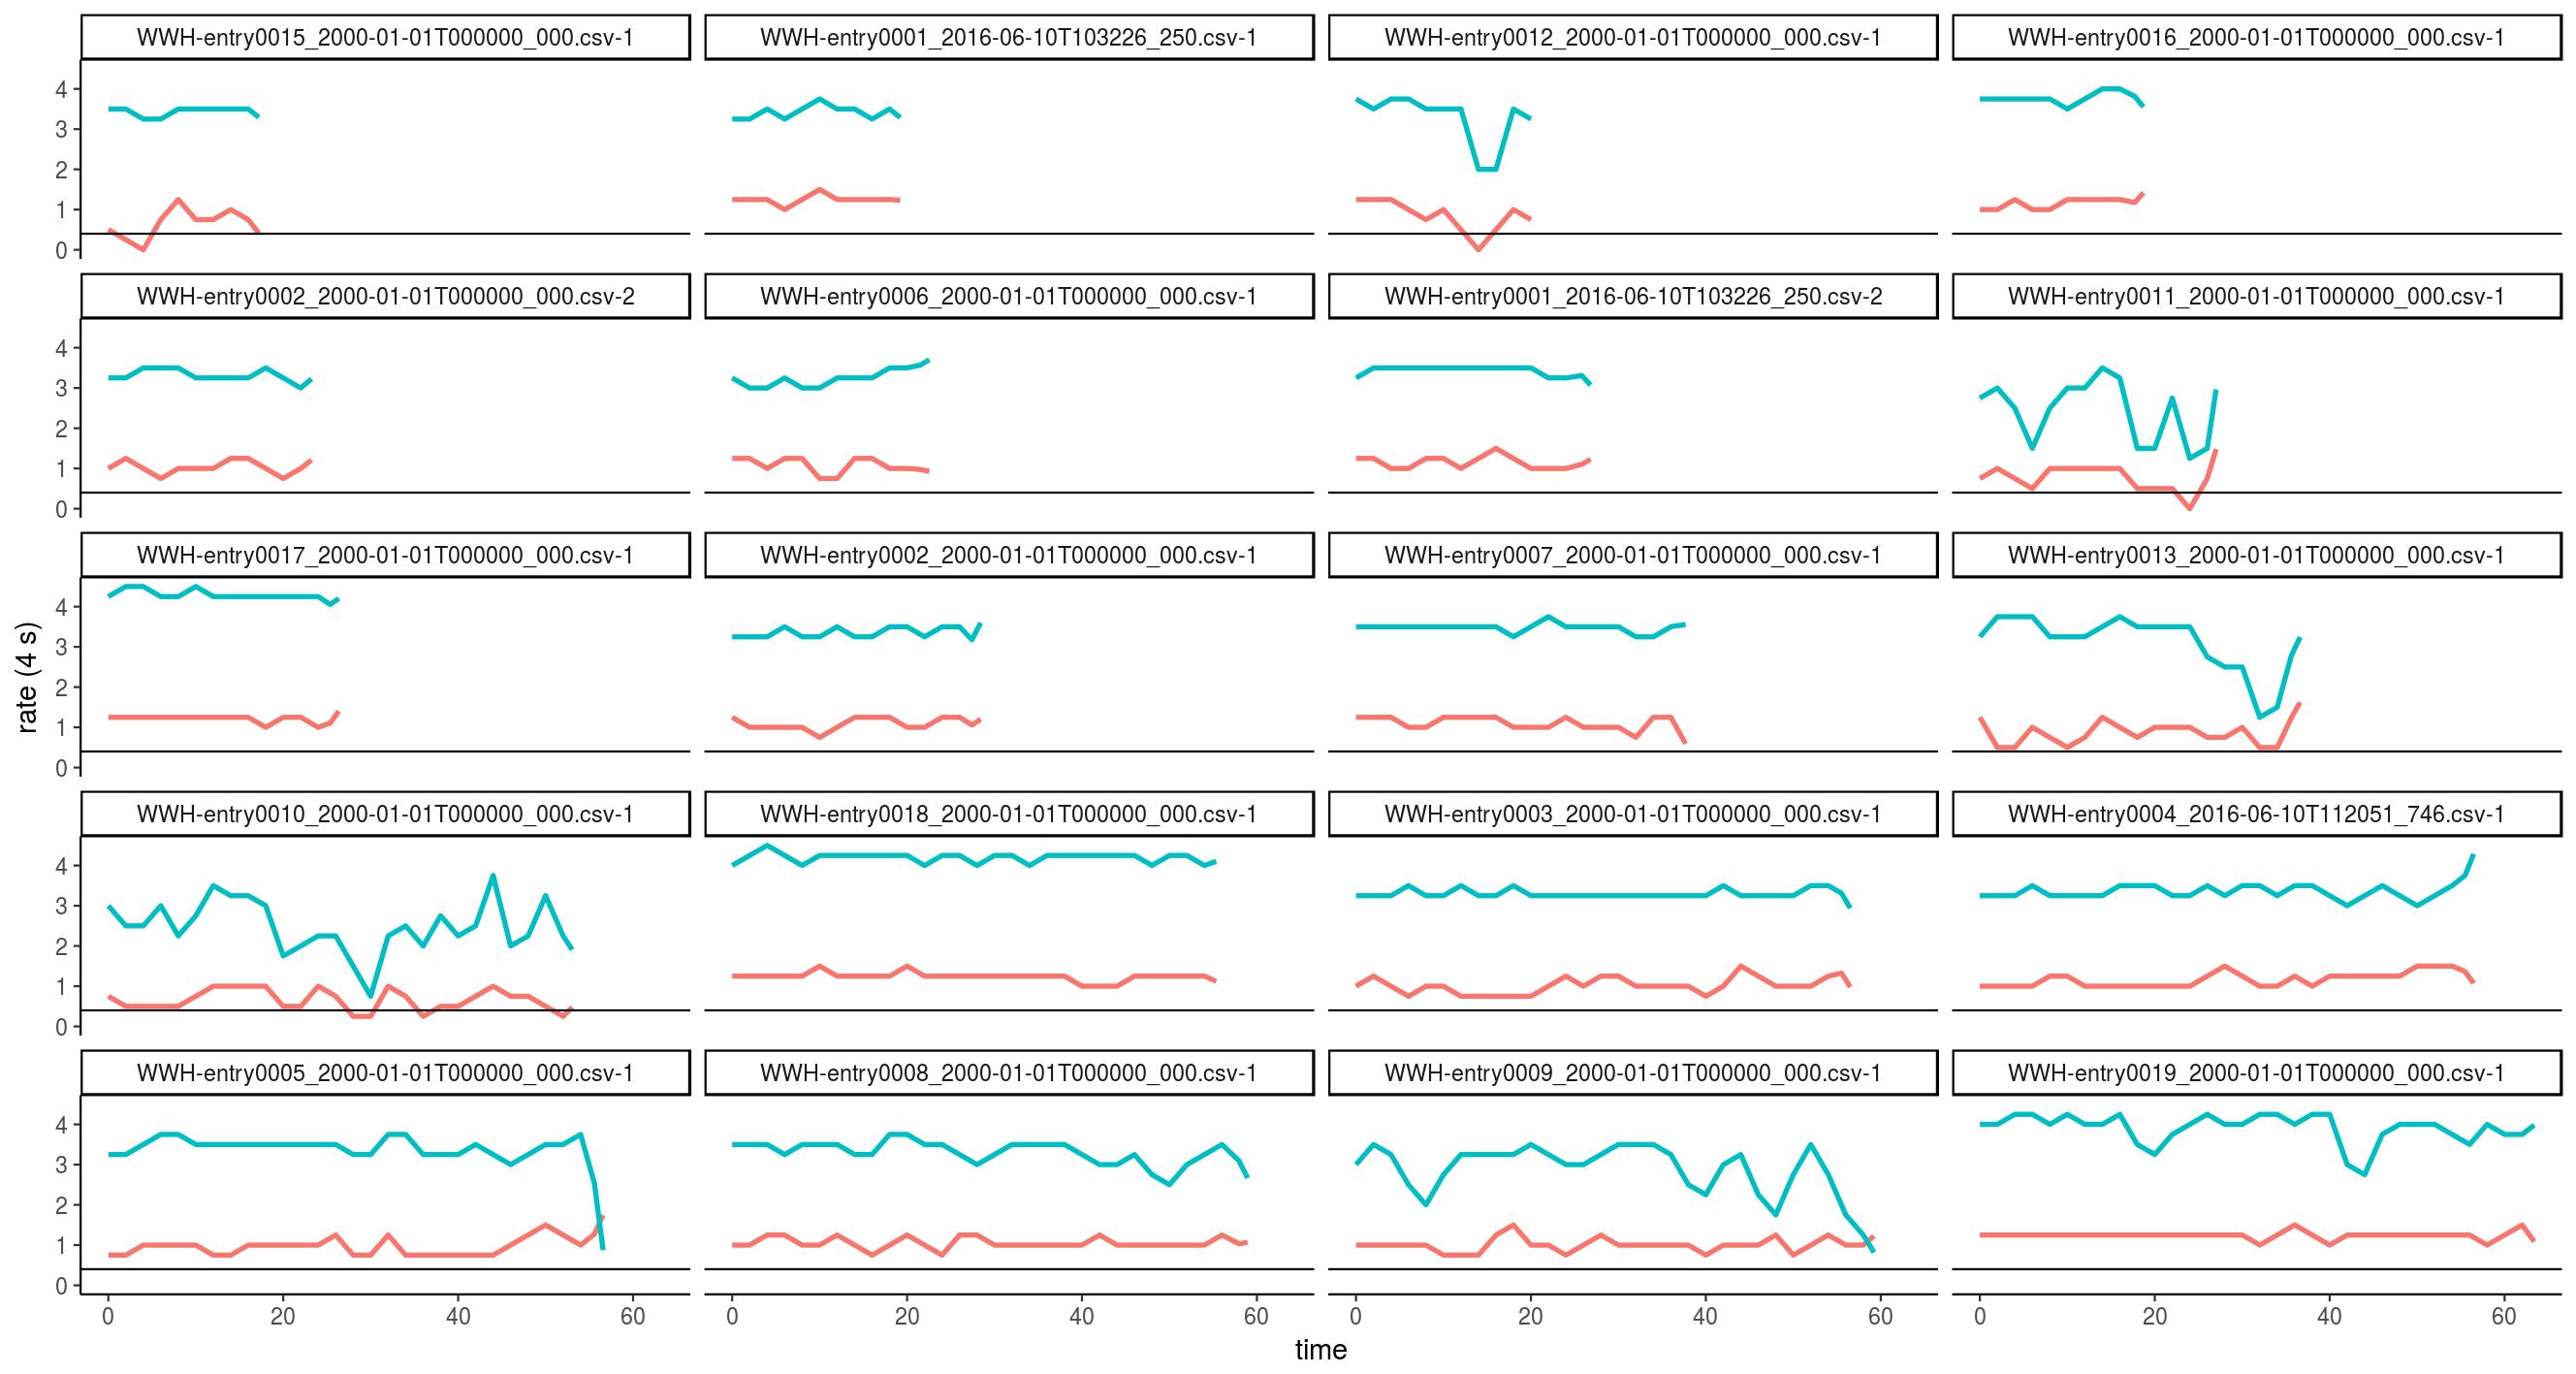 WWH-entry0015_2000-01-01T000000_000.csv-1
WWH-entry0001_2016-06-10T103226_250.csv-1
WWH-entry0012_2000-01-01T000000_000.csv-1
WWH-entry0016_2000-01-01T000000_000.csv-1
4
3
2
1
0
WWH-entry0002_2000-01-01T000000_000.csv-2
WWH-entry0006_2000-01-01T000000_000.csv-1
WWH-entry0001_2016-06-10T103226_250.csv-2
WWH-entry0011_2000-01-01T000000_000.csv-1
4
3
2
1
0
WWH-entry0017_2000-01-01T000000_000.csv-1
WWH-entry0002_2000-01-01T000000_000.csv-1
WWH-entry0007_2000-01-01T000000_000.csv-1
WWH-entry0013_2000-01-01T000000_000.csv-1
rate (4 s)
4
3
2
1
0
WWH-entry0010_2000-01-01T000000_000.csv-1
WWH-entry0018_2000-01-01T000000_000.csv-1
WWH-entry0003_2000-01-01T000000_000.csv-1
WWH-entry0004_2016-06-10T112051_746.csv-1
4
3
2
1
0
WWH-entry0005_2000-01-01T000000_000.csv-1
WWH-entry0008_2000-01-01T000000_000.csv-1
WWH-entry0009_2000-01-01T000000_000.csv-1
WWH-entry0019_2000-01-01T000000_000.csv-1
4
3
2
1
0
0 20 40 60
0 20 40 60
0 20 40 60
0 20 40 60
time